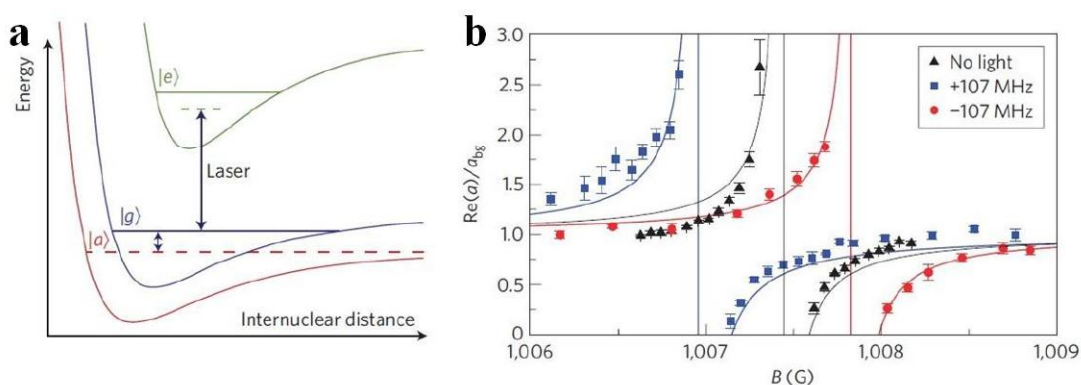 a
Energy
|e⟩
Laser
|g⟩
|a⟩
Internuclear distance
b
Re(a)/a_bg
3.0
2.5
2.0
1.5
1.0
0.5
0
No light
+107 MHz
−107 MHz
1,006
1,007
1,008
1,009
B (G)